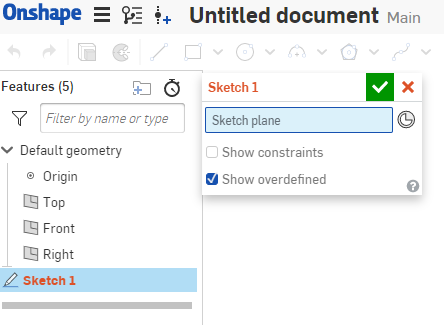 Onshape Untitled document Main
Features (5)
Filter by name or type
Default geometry
Origin
Top
Front
Right
Sketch 1
Sketch 1
Sketch plane
Show constraints
Show overdefined
?